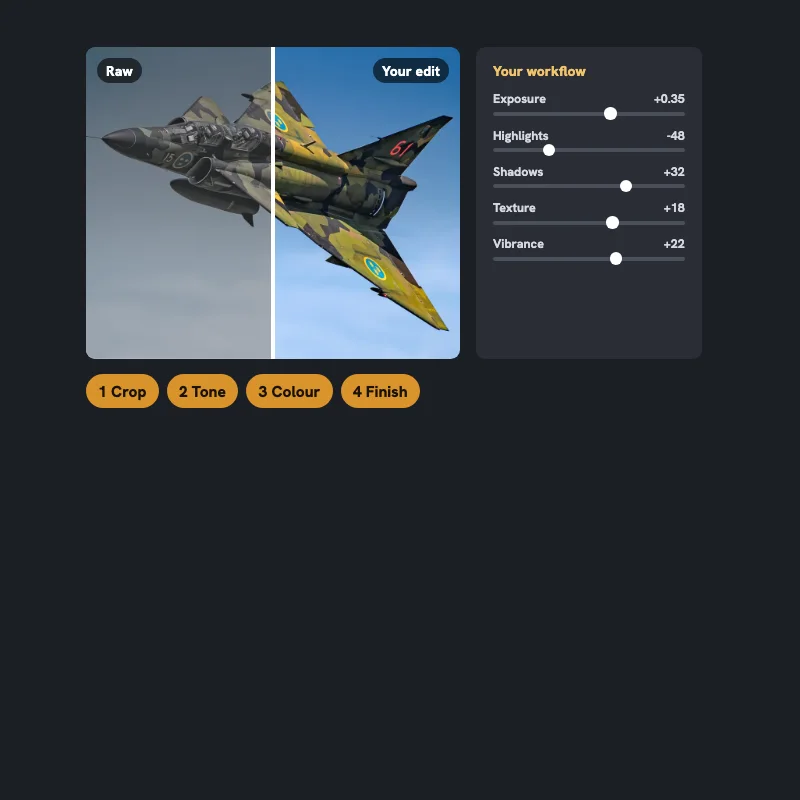 Raw
Your edit
61
Your workflow
Exposure +0.35
Highlights -48
Shadows +32
Texture +18
Vibrance +22
1 Crop
2 Tone
3 Colour
4 Finish